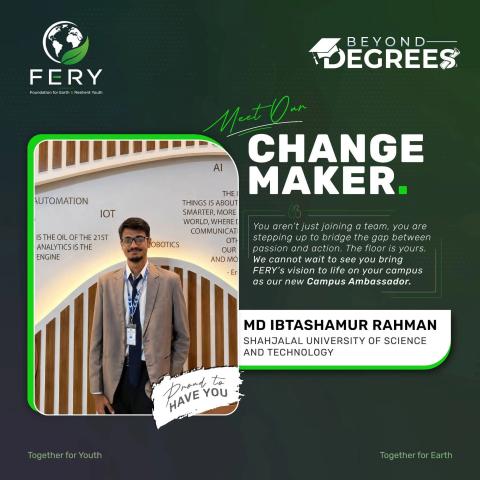 FERY
Foundation for Earth & Resilient Youth
BEYOND
DEGREES
Meet Our
CHANGE
MAKER.
You aren't just joining a team, you are
stepping up to bridge the gap between
passion and action. The floor is yours.
We cannot wait to see you bring
FERY's vision to life on your campus
as our new Campus Ambassador.
AI
AUTOMATION
IOT
THINGS IS ABOUT
SMARTER, MORE
WORLD, WHERE
COMMUNICAT
IS THE OIL OF THE 21ST
ANALYTICS IS THE
ENGINE
OBOTICS
OUR
AND MO
MD IBTASHAMUR RAHMAN
SHAHJALAL UNIVERSITY OF SCIENCE
AND TECHNOLOGY
Proud to
HAVE YOU
Together for Youth
Together for Earth